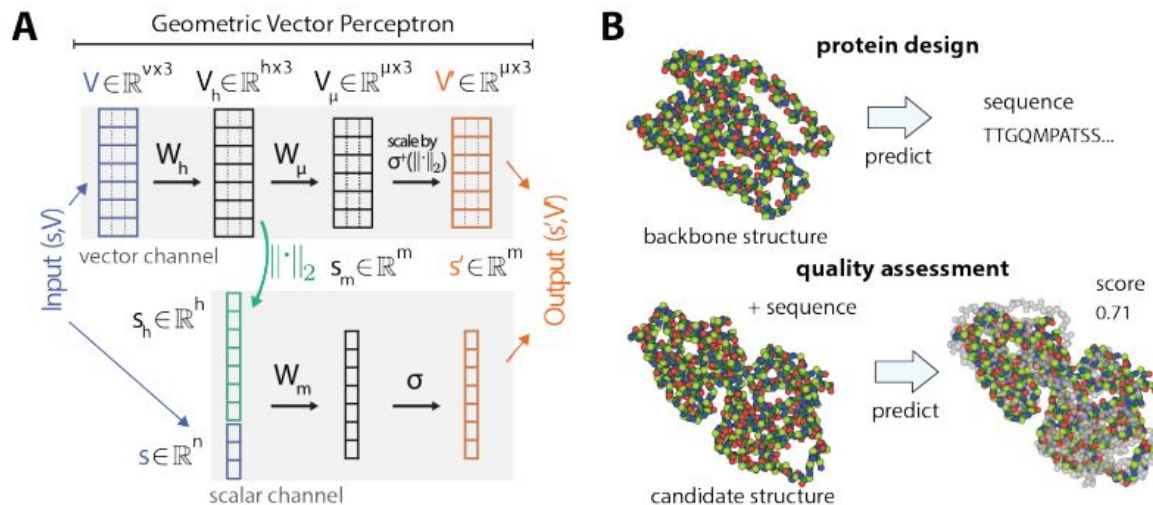 A
Geometric Vector Perceptron
V ∈ ℝ^{ν×3}
V_h ∈ ℝ^{h×3}
V_μ ∈ ℝ^{μ×3}
V' ∈ ℝ^{μ×3}
W_h
W_μ
scale by
σ⁺(‖·‖₂)
Input (s,V)
vector channel
‖·‖₂
s_m ∈ ℝ^m
s' ∈ ℝ^m
Output (s',V')
s_h ∈ ℝ^h
W_m
σ
s ∈ ℝ^n
scalar channel
B
protein design
predict
sequence
TTGQMPATSS...
backbone structure
quality assessment
+ sequence
score
0.71
predict
candidate structure